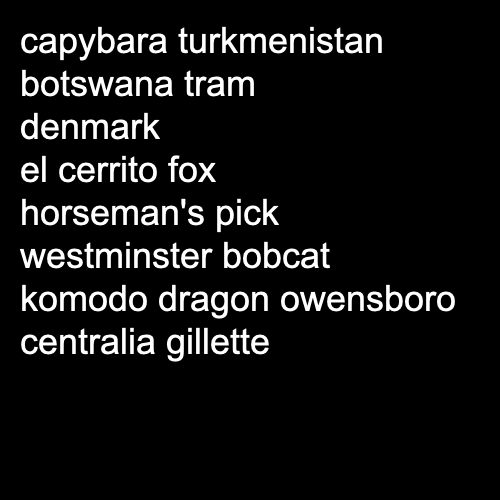 capybara turkmenistan
botswana tram
denmark
el cerrito fox
horseman's pick
westminster bobcat
komodo dragon owensboro
centralia gillette